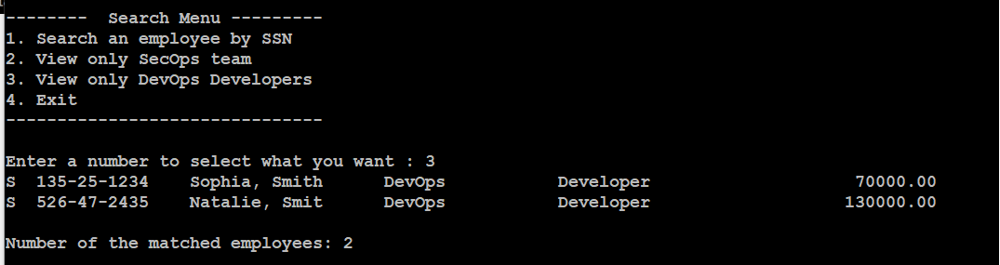 --------  Search Menu ---------
1. Search an employee by SSN
2. View only SecOps team
3. View only DevOps Developers
4. Exit
-------------------------------
Enter a number to select what you want : 3
S  135-25-1234    Sophia, Smith      DevOps           Developer                    70000.00
S  526-47-2435    Natalie, Smit      DevOps           Developer                   130000.00
Number of the matched employees: 2